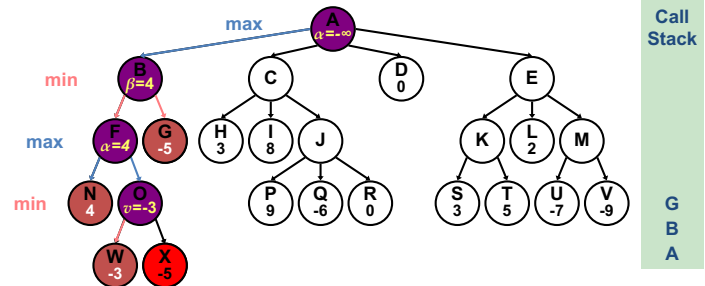 A
α=-∞
max
Call
Stack
min
B
β=4
C
D
0
E
max
F
α=4
G
-5
H
3
I
8
J
K
L
2
M
min
N
4
O
v=-3
P
9
Q
-6
R
0
S
3
T
5
U
-7
V
-9
G
B
A
W
-3
X
-5